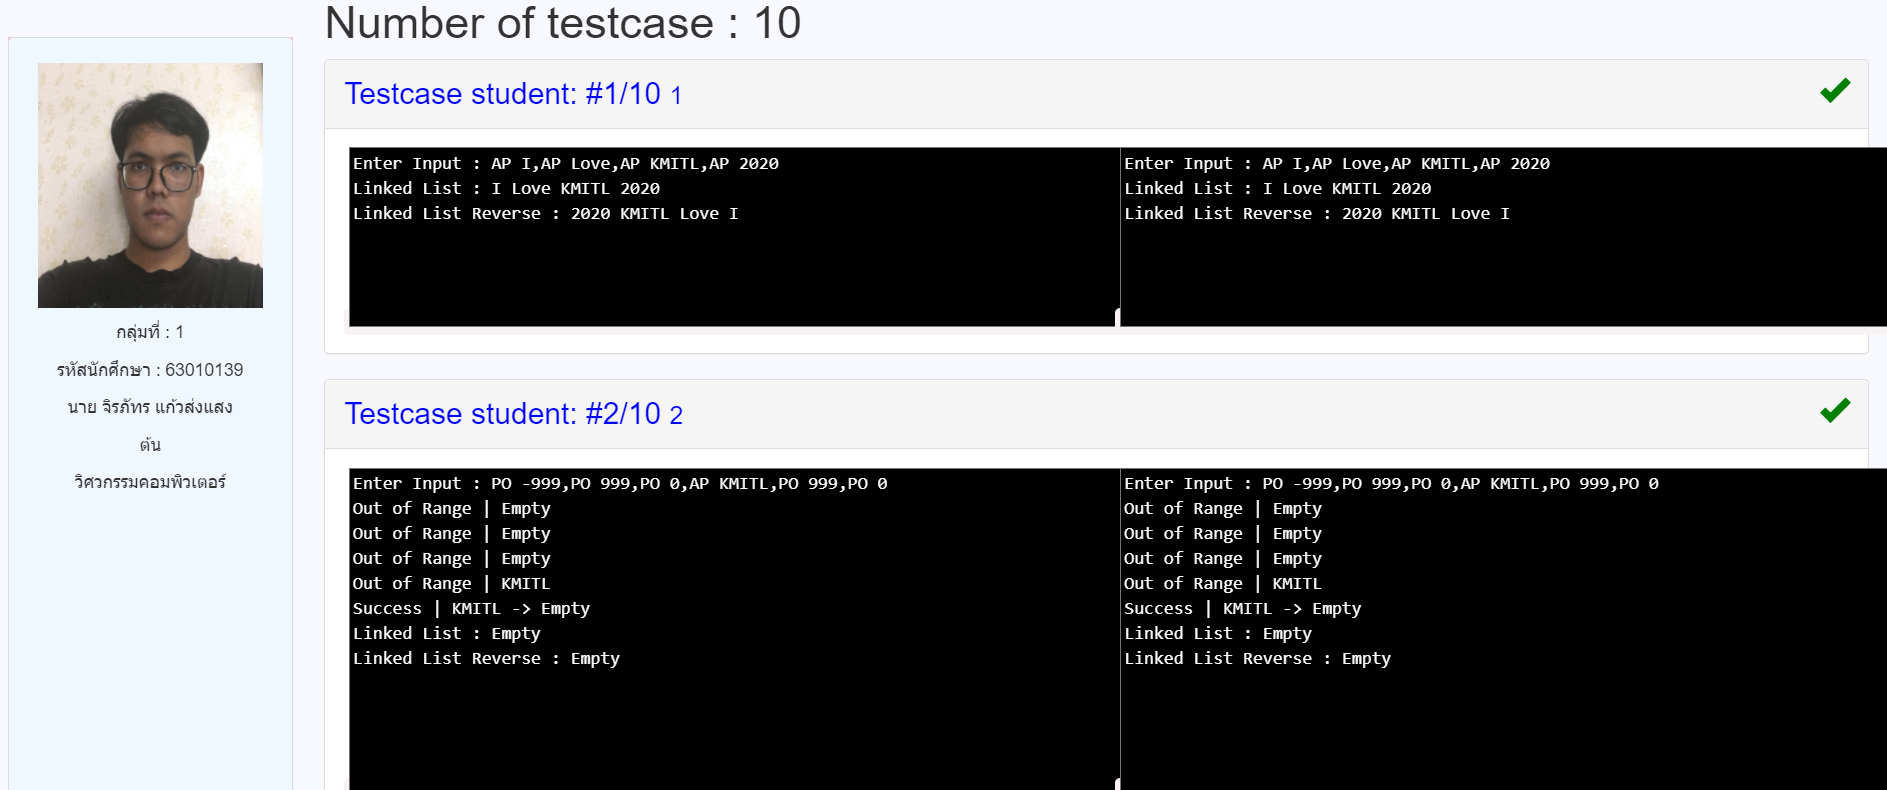 Number of testcase : 10
กลุ่มที่ : 1
รหัสนักศึกษา : 63010139
นาย จิรภัทร แก้วส่งแสง
ต้น
วิศวกรรมคอมพิวเตอร์
Testcase student: #1/10 1
Enter Input : AP I,AP Love,AP KMITL,AP 2020
Linked List : I Love KMITL 2020
Linked List Reverse : 2020 KMITL Love I
Enter Input : AP I,AP Love,AP KMITL,AP 2020
Linked List : I Love KMITL 2020
Linked List Reverse : 2020 KMITL Love I
Testcase student: #2/10 2
Enter Input : PO -999,PO 999,PO 0,AP KMITL,PO 999,PO 0
Out of Range | Empty
Out of Range | Empty
Out of Range | Empty
Out of Range | KMITL
Success | KMITL -> Empty
Linked List : Empty
Linked List Reverse : Empty
Enter Input : PO -999,PO 999,PO 0,AP KMITL,PO 999,PO 0
Out of Range | Empty
Out of Range | Empty
Out of Range | Empty
Out of Range | KMITL
Success | KMITL -> Empty
Linked List : Empty
Linked List Reverse : Empty